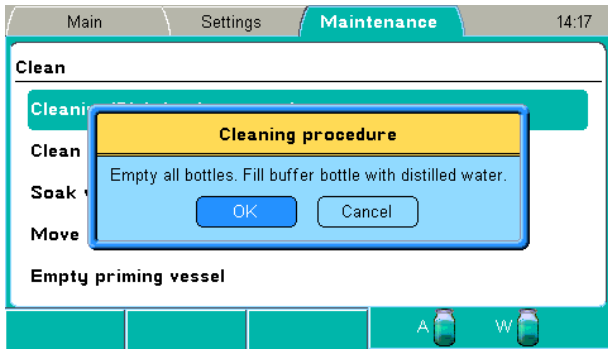 Main Settings Maintenance 14:17
Clean
Cleaning procedure
Empty all bottles. Fill buffer bottle with distilled water.
OK Cancel
Clean
Soak
Move
Empty priming vessel
A W